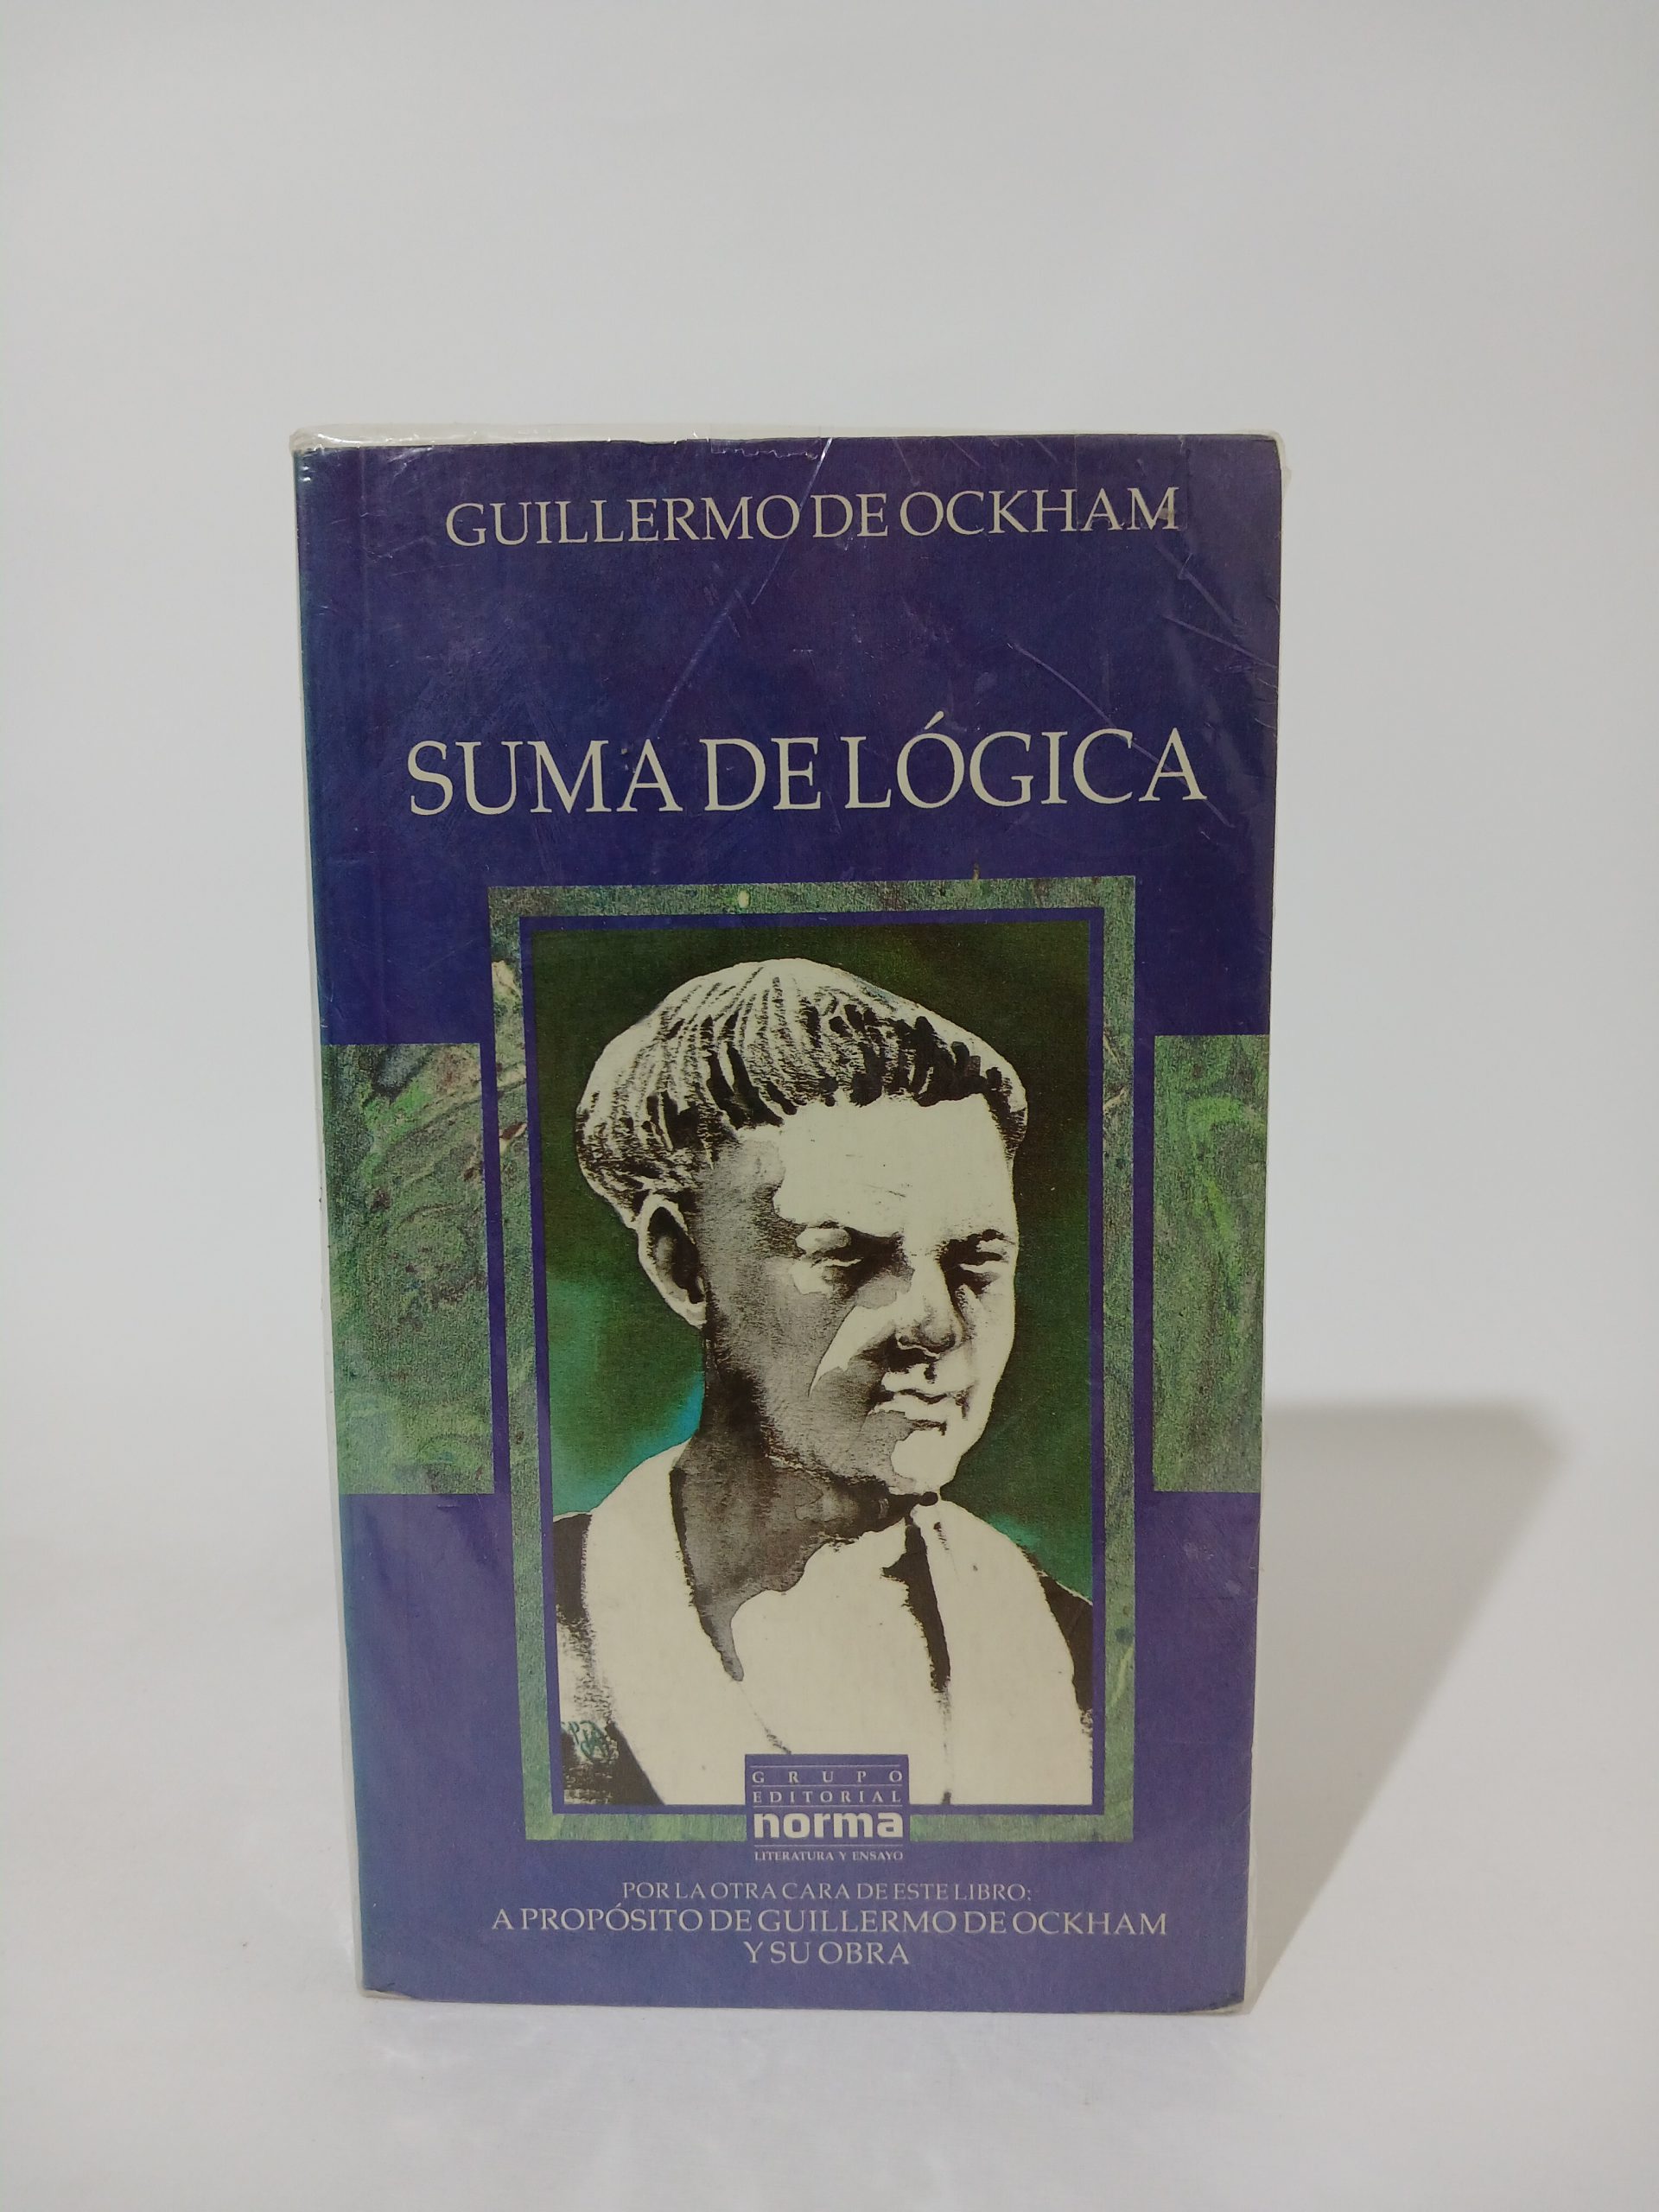 GUILLERMO DE OCKHAM
SUMA DE LÓGICA
GRUPO
EDITORIAL
norma
LITERATURA Y ENSAYO
POR LA OTRA CARA DE ESTE LIBRO:
A PROPÓSITO DE GUILLERMO DE OCKHAM
Y SU OBRA